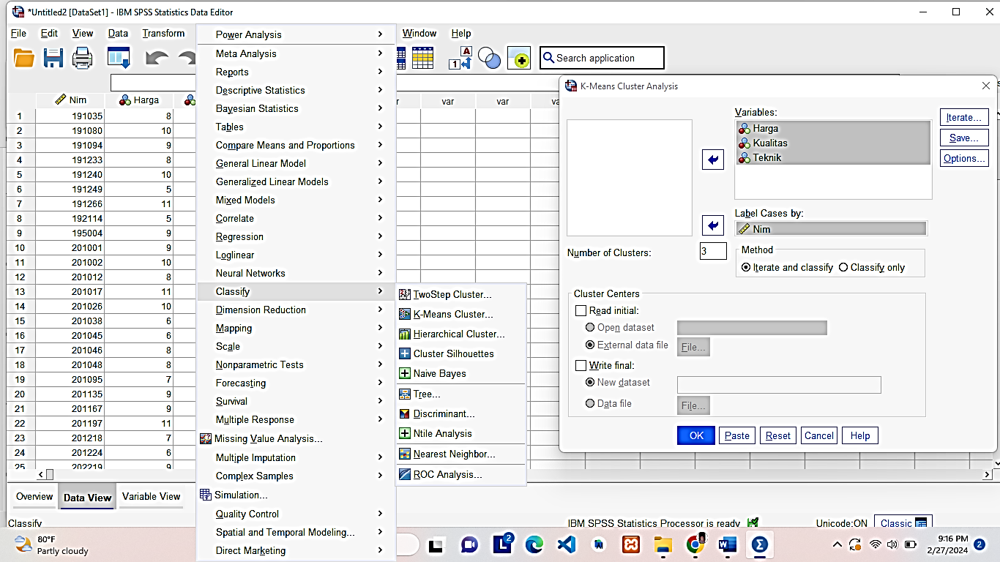 *Untitled2 [DataSet1] - IBM SPSS Statistics Data Editor
File Edit View Data Transform Window Help
Search application
Nim Harga var var
1 191035 8
2 191080 10
3 191094 9
4 191233 8
5 191240 10
6 191249 5
7 191266 11
8 192114 5
9 195004 9
10 201001 9
11 201002 10
12 201012 8
13 201017 11
14 201026 10
15 201038 6
16 201045 6
17 201046 8
18 201048 8
19 201095 7
20 201135 9
21 201167 9
22 201197 11
23 201218 7
24 201224 6
25 202219 9
Overview Data View Variable View
Classify
Power Analysis
Meta Analysis
Reports
Descriptive Statistics
Bayesian Statistics
Tables
Compare Means and Proportions
General Linear Model
Generalized Linear Models
Mixed Models
Correlate
Regression
Loglinear
Neural Networks
Classify
Dimension Reduction
Mapping
Scale
Nonparametric Tests
Forecasting
Survival
Multiple Response
Missing Value Analysis...
Multiple Imputation
Complex Samples
Simulation...
Quality Control
Spatial and Temporal Modeling...
Direct Marketing
TwoStep Cluster...
K-Means Cluster...
Hierarchical Cluster...
Cluster Silhouettes
Naive Bayes
Tree...
Discriminant...
Ntile Analysis
Nearest Neighbor...
ROC Analysis...
K-Means Cluster Analysis
Variables:
Harga
Kualitas
Teknik
Iterate...
Save...
Options...
Label Cases by:
Nim
Number of Clusters: 3
Method
Iterate and classify Classify only
Cluster Centers
Read initial:
Open dataset
External data file File...
Write final:
New dataset
Data file File...
OK Paste Reset Cancel Help
IBM SPSS Statistics Processor is ready Unicode:ON Classic
80°F
Partly cloudy
2
9:16 PM
2/27/2024
2